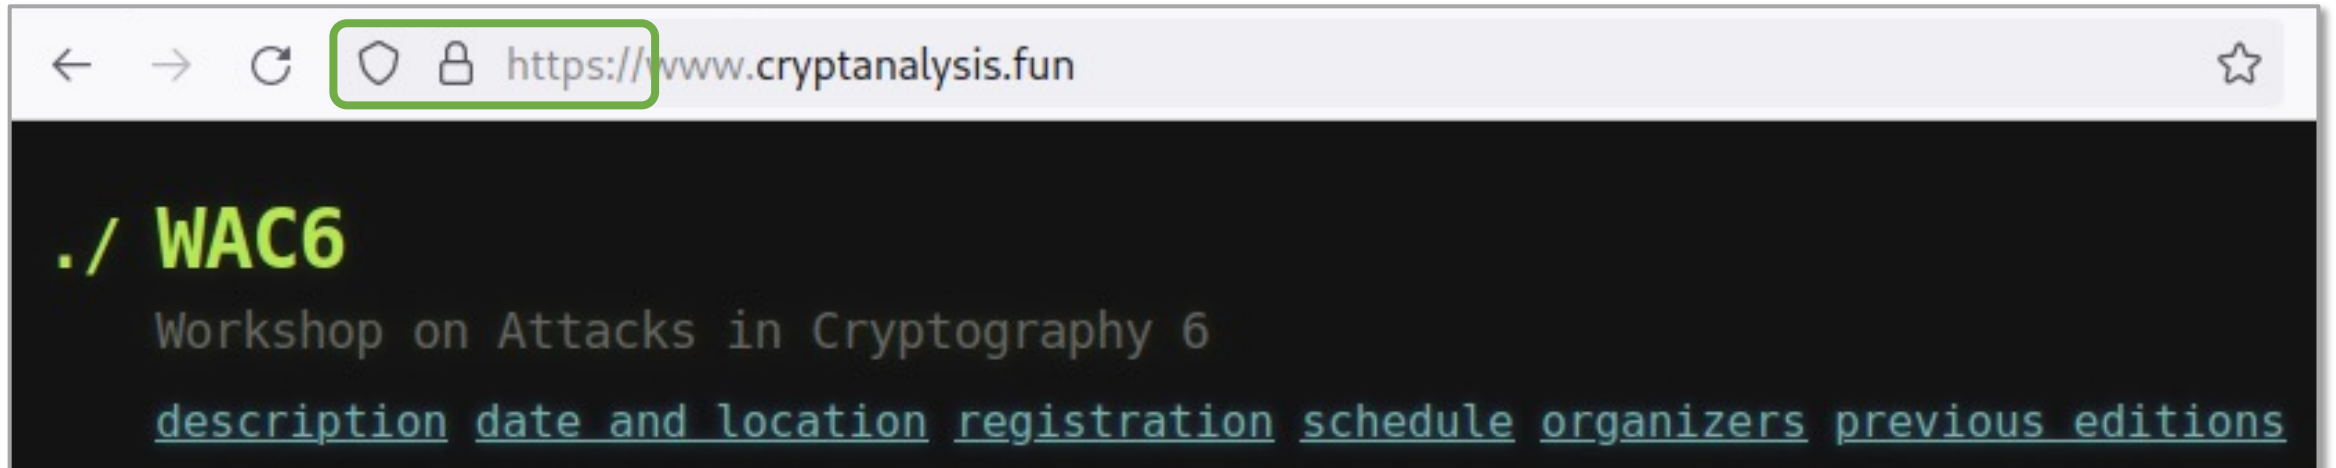 https://www.cryptanalysis.fun
./ WAC6
Workshop on Attacks in Cryptography 6
description date and location registration schedule organizers previous editions